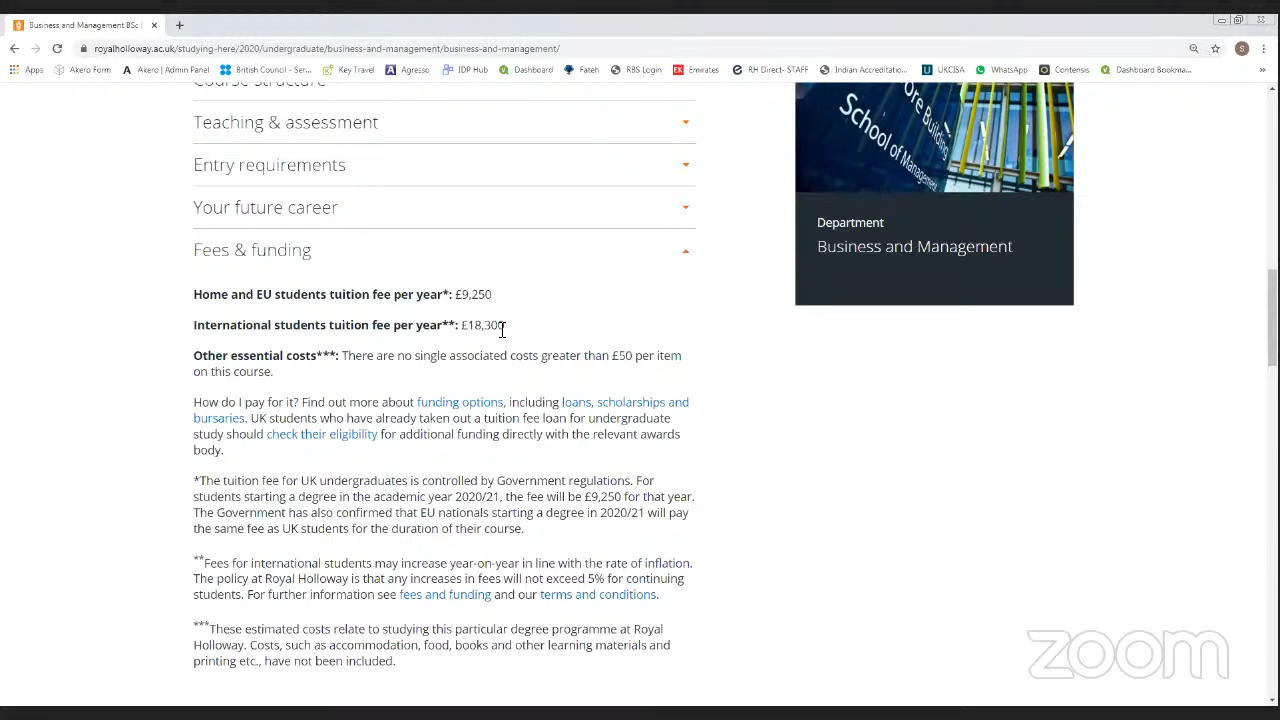 Business and Management BSc |
royalholloway.ac.uk/studying-here/2020/undergraduate/business-and-management/business-and-management/
S
Apps Akero Form Akero | Admin Panel British Council - Ser... Key Travel Agresso IDP Hub Dashboard Fateh RBS Login EK Emirates RH Direct- STAFF Indian Accreditatio... UKCISA WhatsApp Contensis Dashboard Bookma... »
Course structure
Teaching & assessment
Entry requirements
Your future career
Fees & funding
Home and EU students tuition fee per year*: £9,250
International students tuition fee per year**: £18,300
Other essential costs***: There are no single associated costs greater than £50 per item
on this course.
How do I pay for it? Find out more about funding options, including loans, scholarships and
bursaries. UK students who have already taken out a tuition fee loan for undergraduate
study should check their eligibility for additional funding directly with the relevant awards
body.
*The tuition fee for UK undergraduates is controlled by Government regulations. For
students starting a degree in the academic year 2020/21, the fee will be £9,250 for that year.
The Government has also confirmed that EU nationals starting a degree in 2020/21 will pay
the same fee as UK students for the duration of their course.
**Fees for international students may increase year-on-year in line with the rate of inflation.
The policy at Royal Holloway is that any increases in fees will not exceed 5% for continuing
students. For further information see fees and funding and our terms and conditions.
***These estimated costs relate to studying this particular degree programme at Royal
Holloway. Costs, such as accommodation, food, books and other learning materials and
printing etc., have not been included.
ore Building
School of Management
Department
Business and Management
zoom